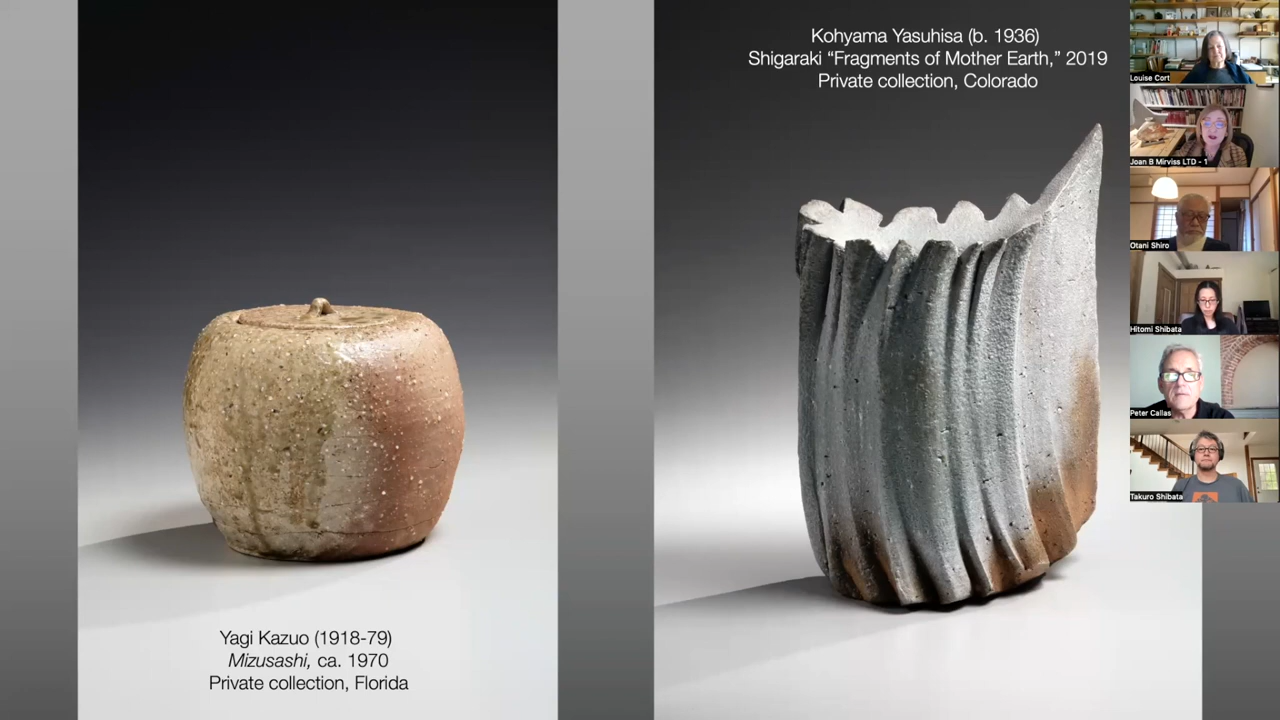 Kohyama Yasuhisa (b. 1936)
Shigaraki “Fragments of Mother Earth,” 2019
Private collection, Colorado
Yagi Kazuo (1918-79)
Mizusashi, ca. 1970
Private collection, Florida
Louise Cort
Joan B Mirviss LTD - 1
Otani Shiro
Hitomi Shibata
Peter Callas
Takuro Shibata